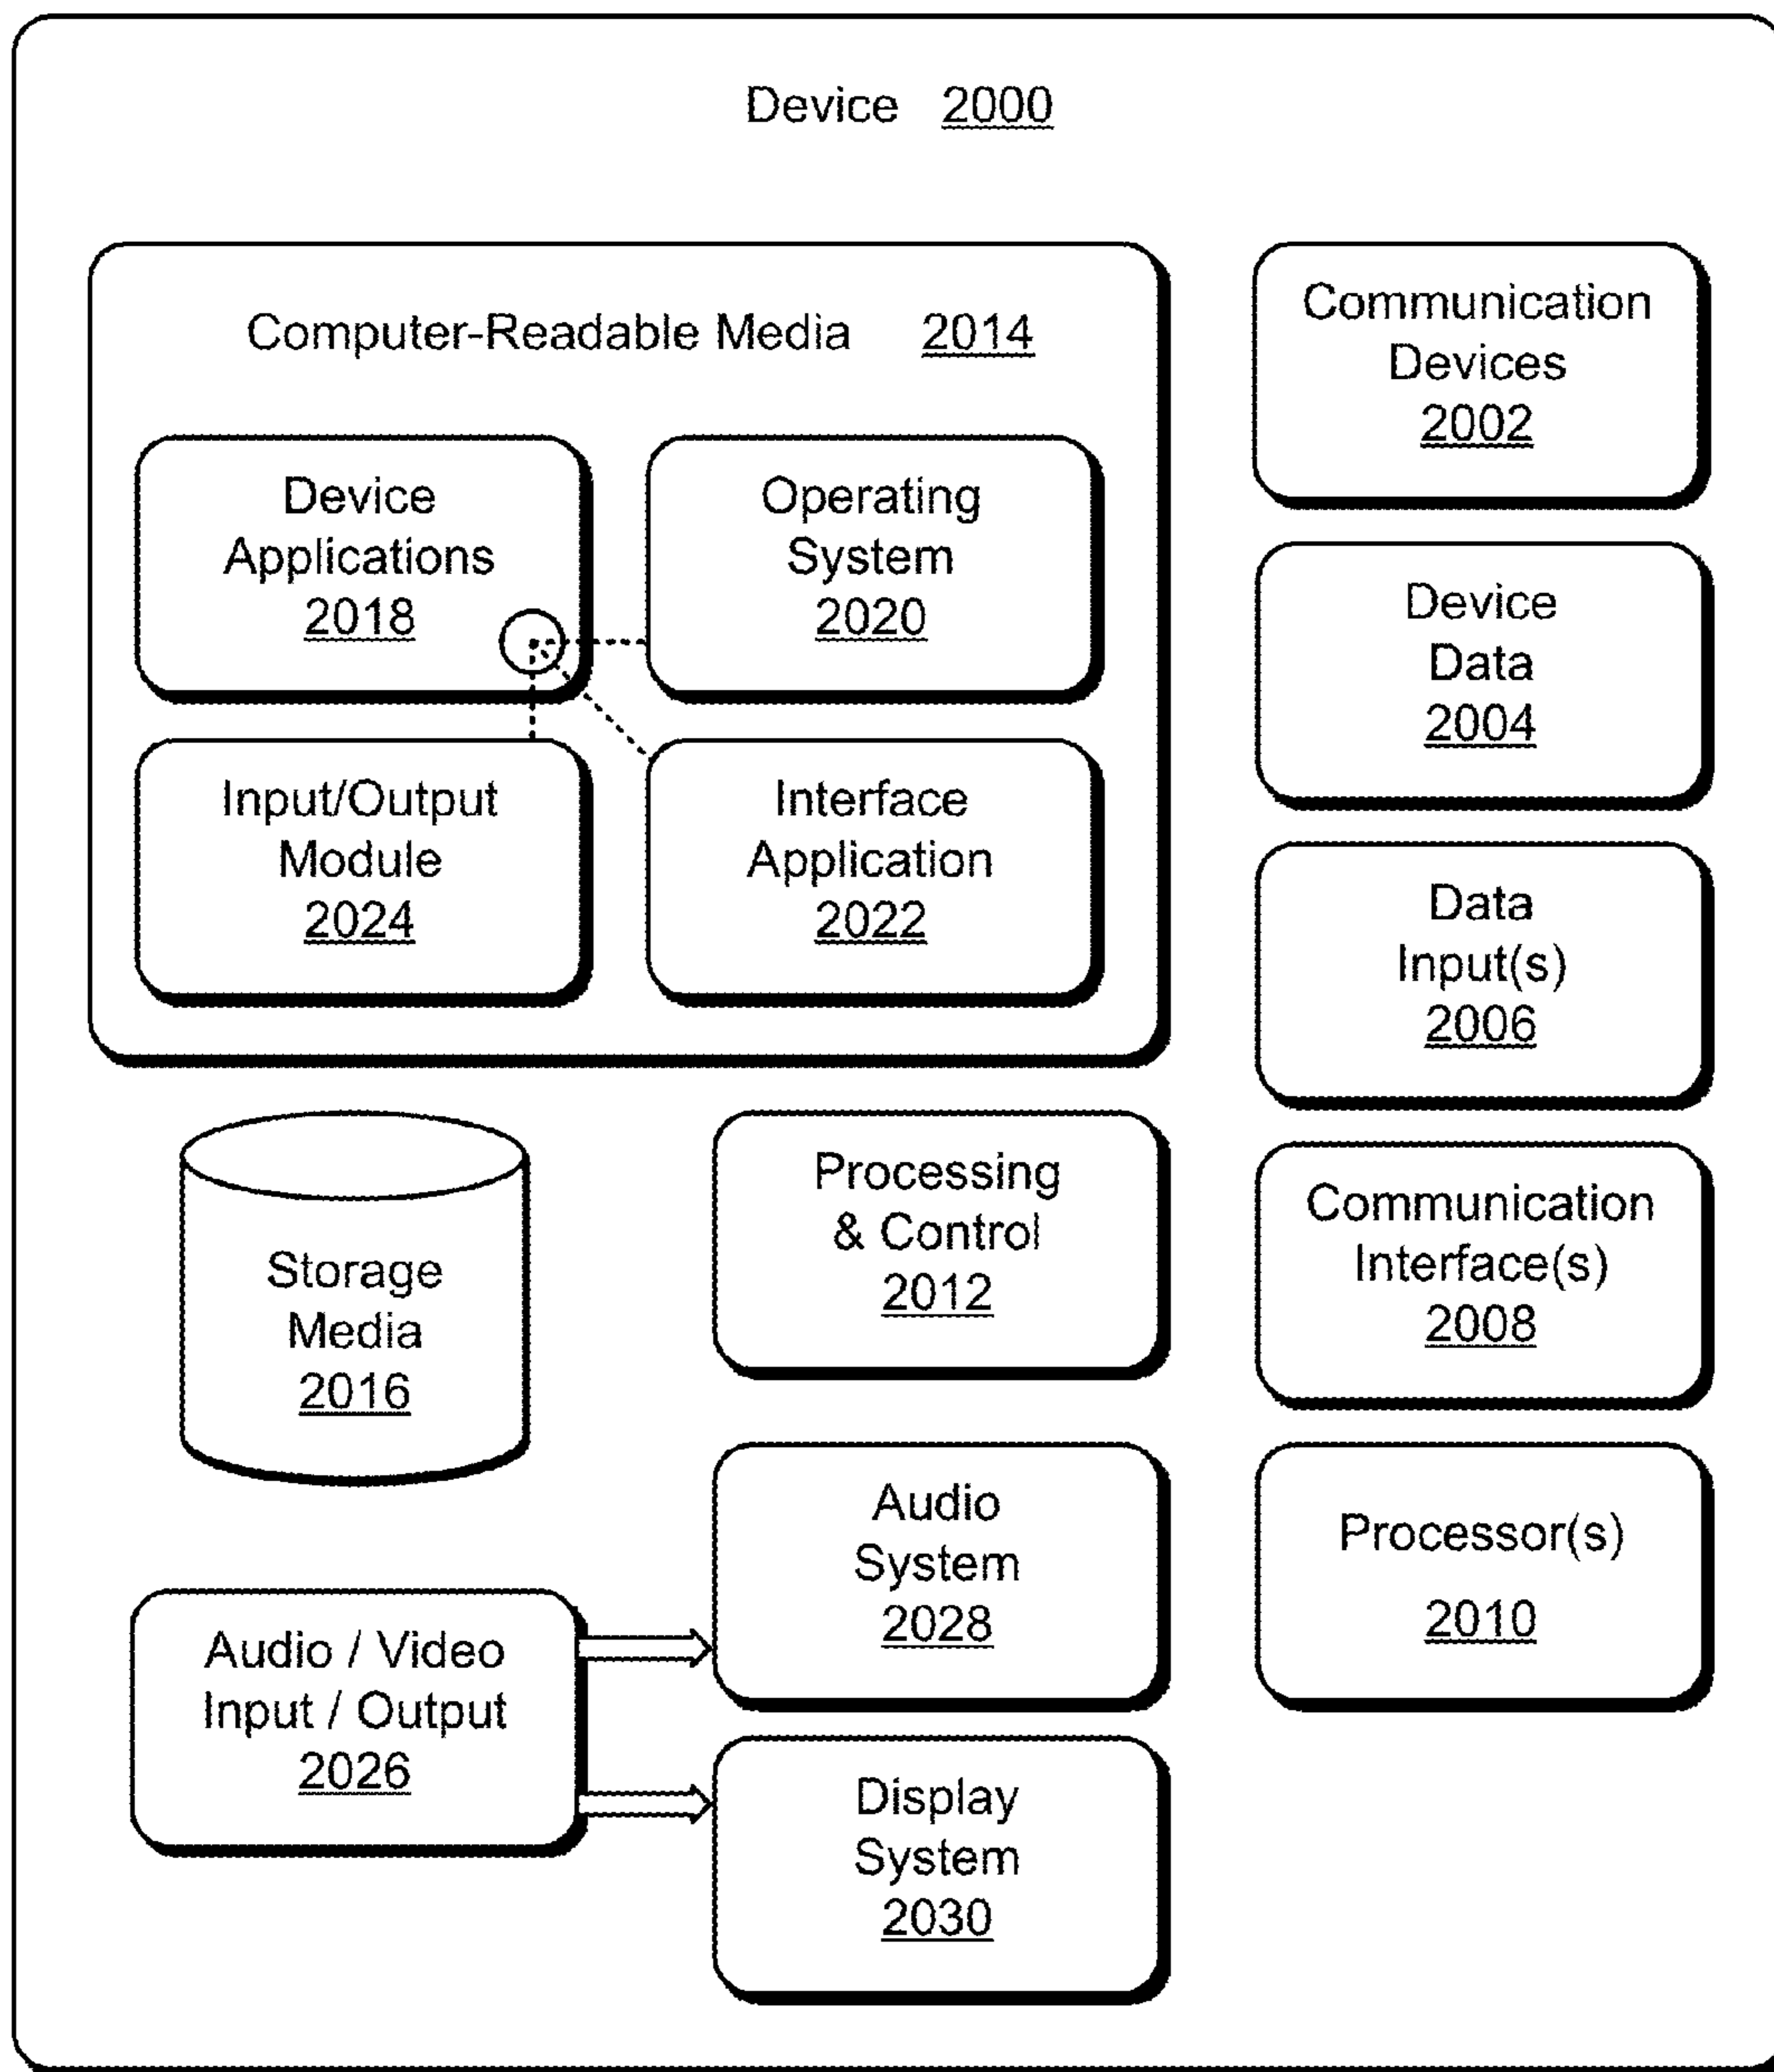 Device 2000
Computer-Readable Media 2014
Device
Applications
2018
Operating
System
2020
Input/Output
Module
2024
Interface
Application
2022
Communication
Devices
2002
Device
Data
2004
Data
Input(s)
2006
Communication
Interface(s)
2008
Processor(s)
2010
Storage
Media
2016
Processing
& Control
2012
Audio / Video
Input / Output
2026
Audio
System
2028
Display
System
2030